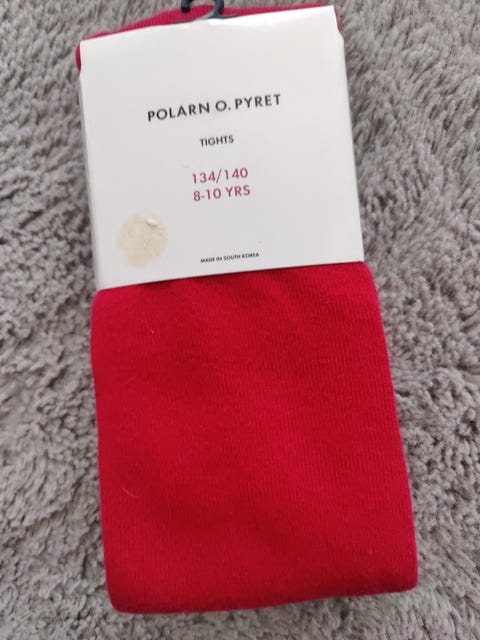 POLARN O. PYRET
TIGHTS
134/140
8-10 YRS
MADE IN SOUTH KOREA